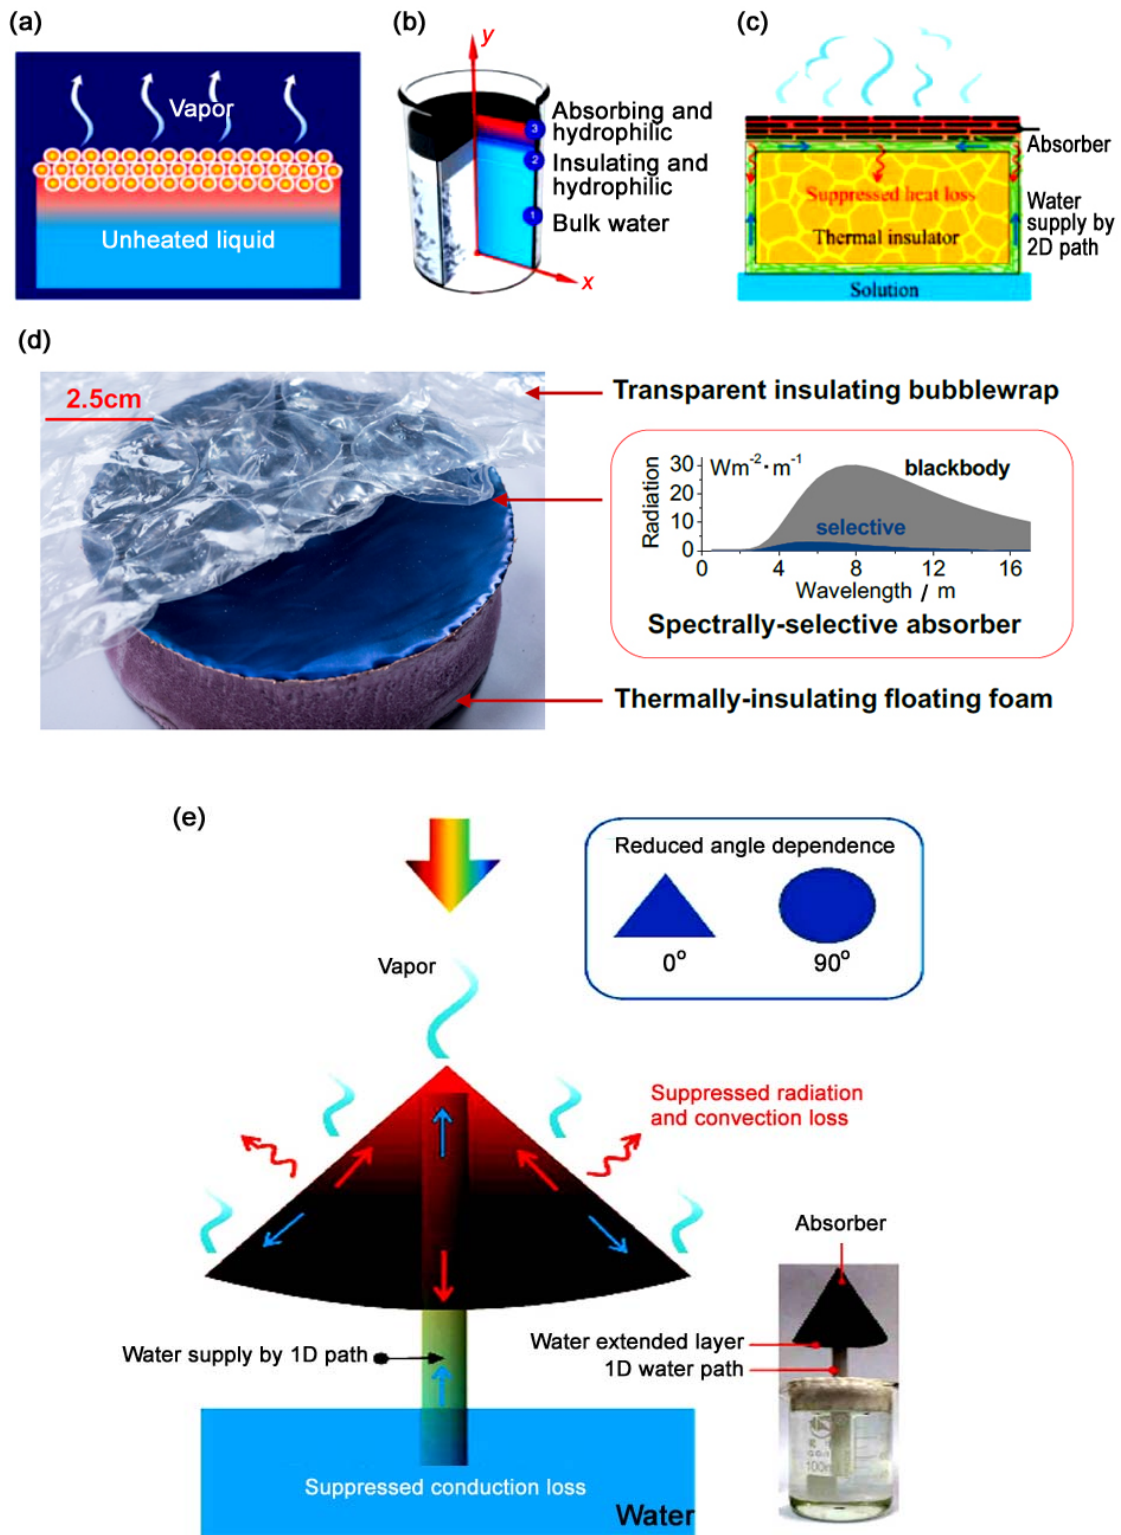 (a)
Vapor
Unheated liquid
(b)
y
Absorbing and
hydrophilic
3
Insulating and
hydrophilic
2
Bulk water
1
x
(c)
Absorber
Suppressed heat loss
Thermal insulator
Water
supply by
2D path
Solution
(d)
2.5cm
Transparent insulating bubblewrap
Radiation
30
20
10
0
Wm-2·m-1
blackbody
selective
0
4
8
12
16
Wavelength / m
Spectrally-selective absorber
Thermally-insulating floating foam
(e)
Reduced angle dependence
0°
90°
Vapor
Suppressed radiation
and convection loss
Absorber
Water extended layer
1D water path
Water supply by 1D path
Suppressed conduction loss
Water